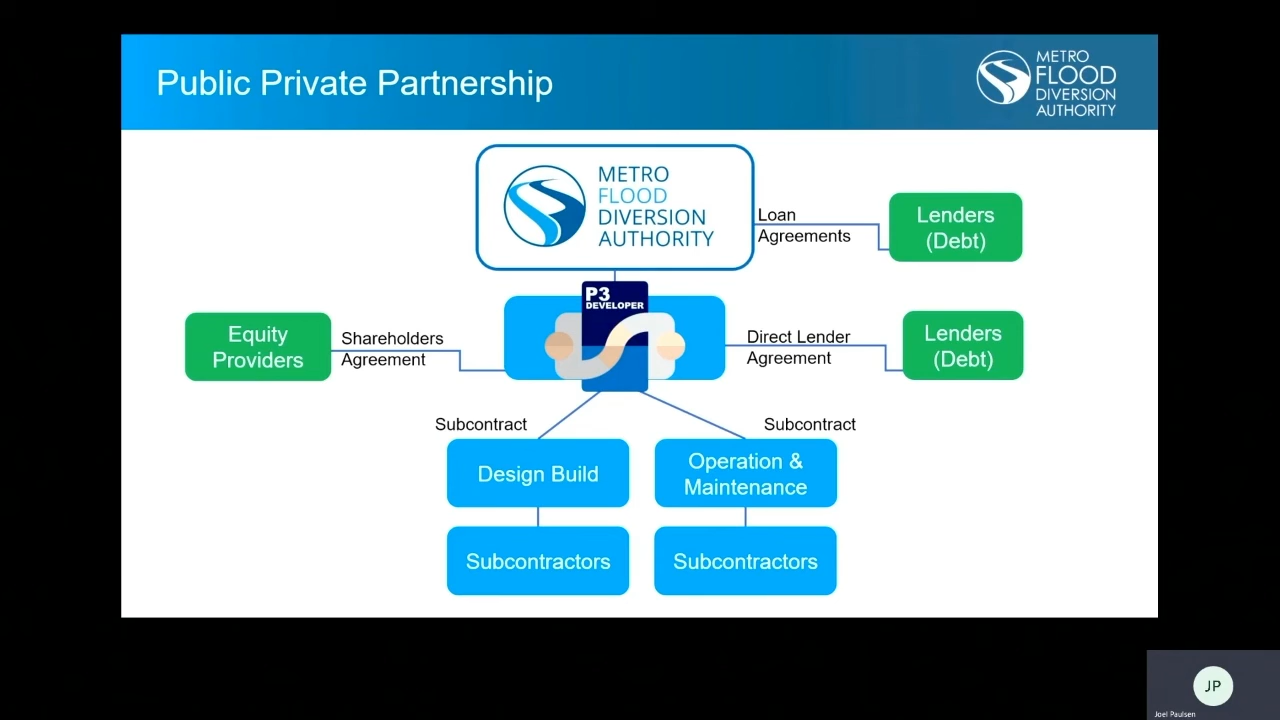 Public Private Partnership
METRO
FLOOD
DIVERSION
AUTHORITY
METRO
FLOOD
DIVERSION
AUTHORITY
Loan
Agreements
Lenders
(Debt)
P3
DEVELOPER
Equity
Providers
Shareholders
Agreement
Direct Lender
Agreement
Lenders
(Debt)
Subcontract
Subcontract
Design Build
Operation &
Maintenance
Subcontractors
Subcontractors
JP
Joel Paulsen